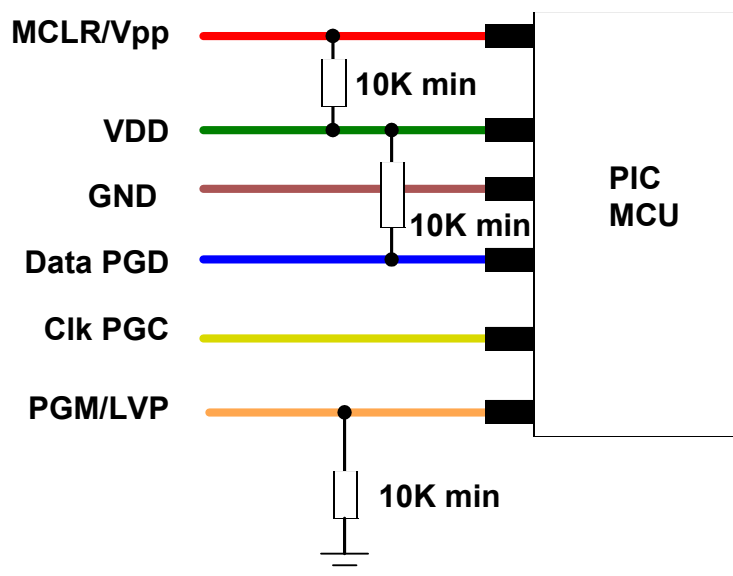 MCLR/Vpp
10K min
VDD
GND
10K min
Data PGD
Clk PGC
PGM/LVP
10K min
PIC
MCU